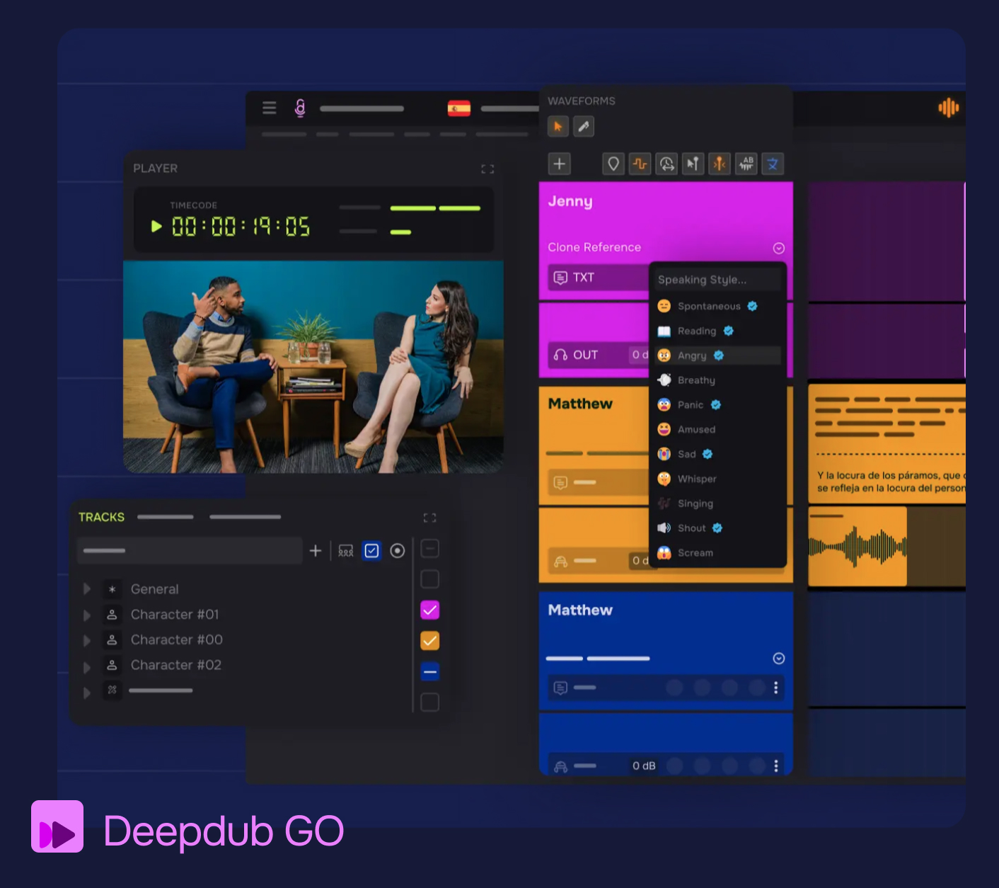 WAVEFORMS
PLAYER
TIMECODE
00:00:19:05
Jenny
Clone Reference
TXT
OUT
0 d
Speaking Style...
Spontaneous
Reading
Angry
Breathy
Panic
Amused
Sad
Whisper
Singing
Shout
Scream
AB
Matthew
0 d
Y la locura de los páramos, que
se refleja en la locura del person
TRACKS
General
Character #01
Character #00
Character #02
Matthew
0 dB
Deepdub GO